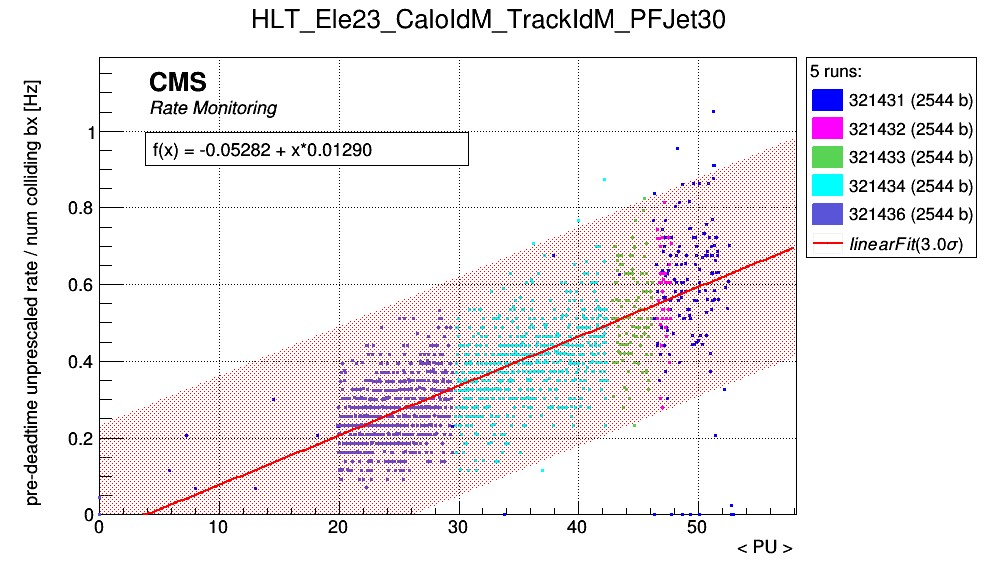 HLT_Ele23_CaloIdM_TrackIdM_PFJet30
CMS
Rate Monitoring
f(x) = -0.05282 + x*0.01290
pre-deadtime unprescaled rate / num colliding bx [Hz]
1
0.8
0.6
0.4
0.2
0
0 10 20 30 40 50
< PU >
5 runs:
321431 (2544 b)
321432 (2544 b)
321433 (2544 b)
321434 (2544 b)
321436 (2544 b)
linearFit(3.0σ)